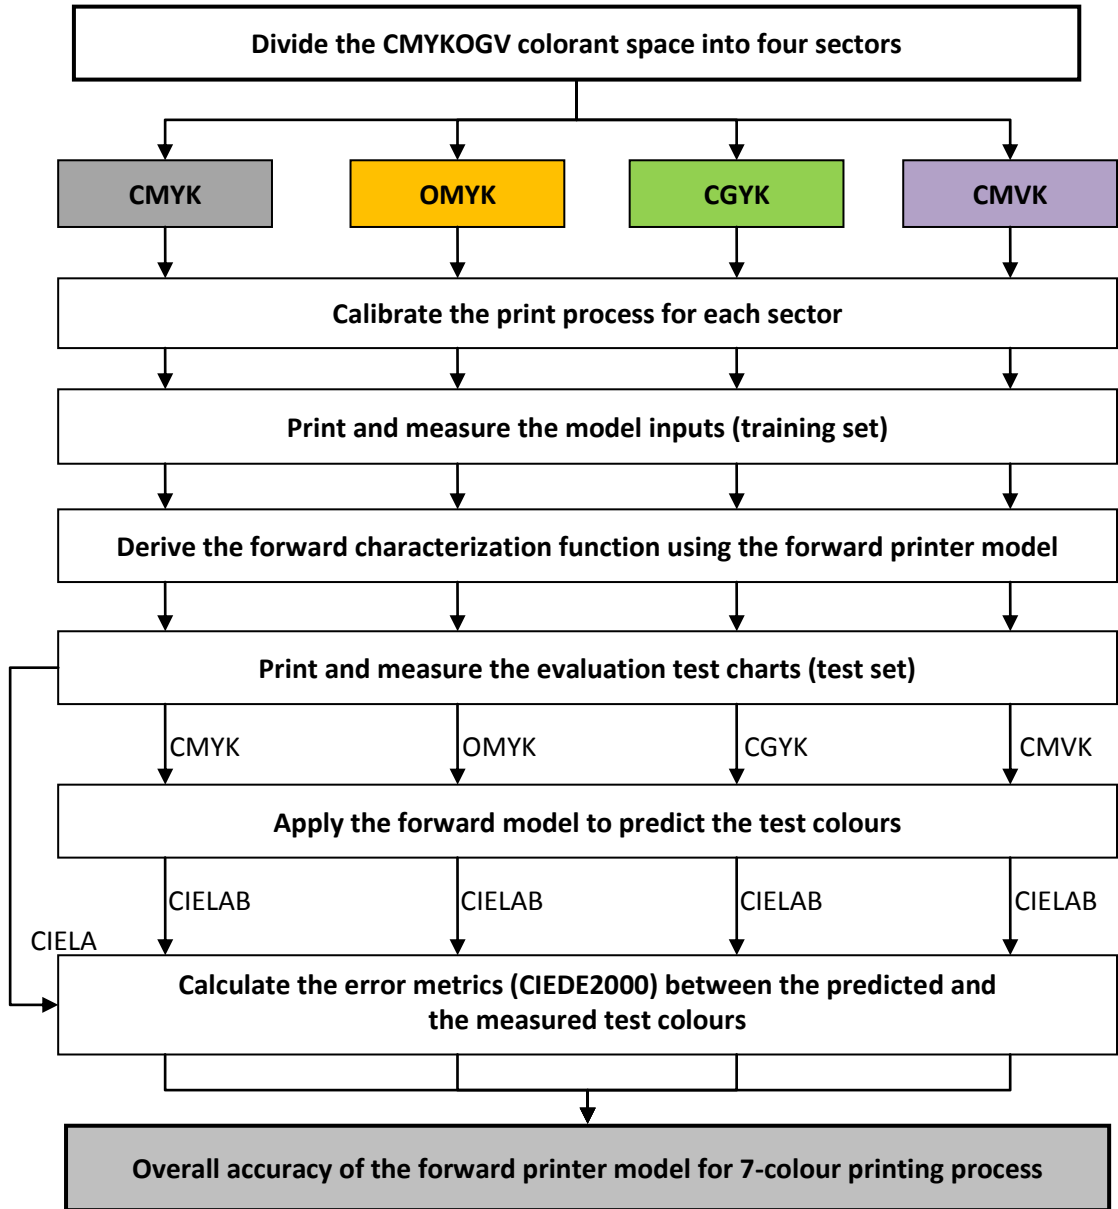 Divide the CMYKOGV colorant space into four sectors
CMYK
OMYK
CGYK
CMVK
Calibrate the print process for each sector
Print and measure the model inputs (training set)
Derive the forward characterization function using the forward printer model
Print and measure the evaluation test charts (test set)
CMYK
OMYK
CGYK
CMVK
Apply the forward model to predict the test colours
CIELAB
CIELAB
CIELAB
CIELAB
CIELA
Calculate the error metrics (CIEDE2000) between the predicted and
the measured test colours
Overall accuracy of the forward printer model for 7-colour printing process